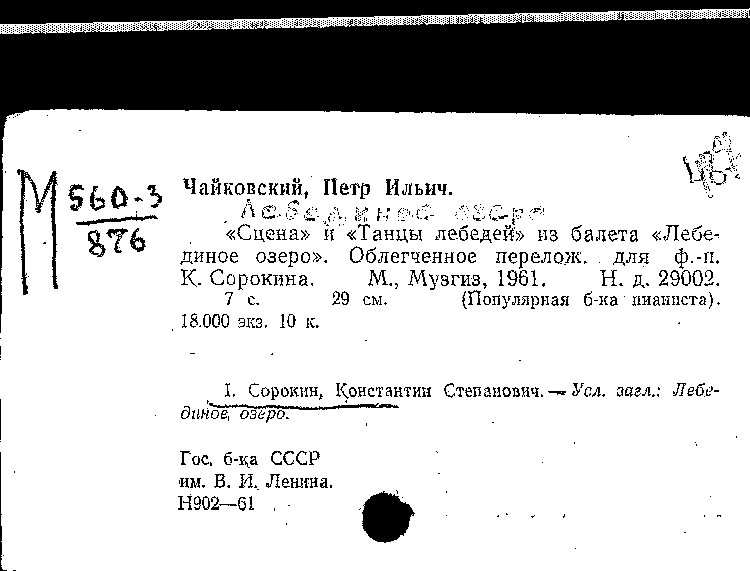 М 560-3
876
Чайковский, Петр Ильич.
Лебединое озеро
«Сцена» и «Танцы лебедей» из балета «Лебе-
диное озеро». Облегченное перелож. для ф.-п.
К. Сорокина. М., Музгиз, 1961. Н. д. 29002.
7 с. 29 см. (Популярная б-ка пианиста).
18.000 экз. 10 к.
I. Сорокин, Константин Степанович. — Усл. загл.: Лебе-
диное озеро.
Гос. б-ка СССР
им. В. И. Ленина.
Н902—61